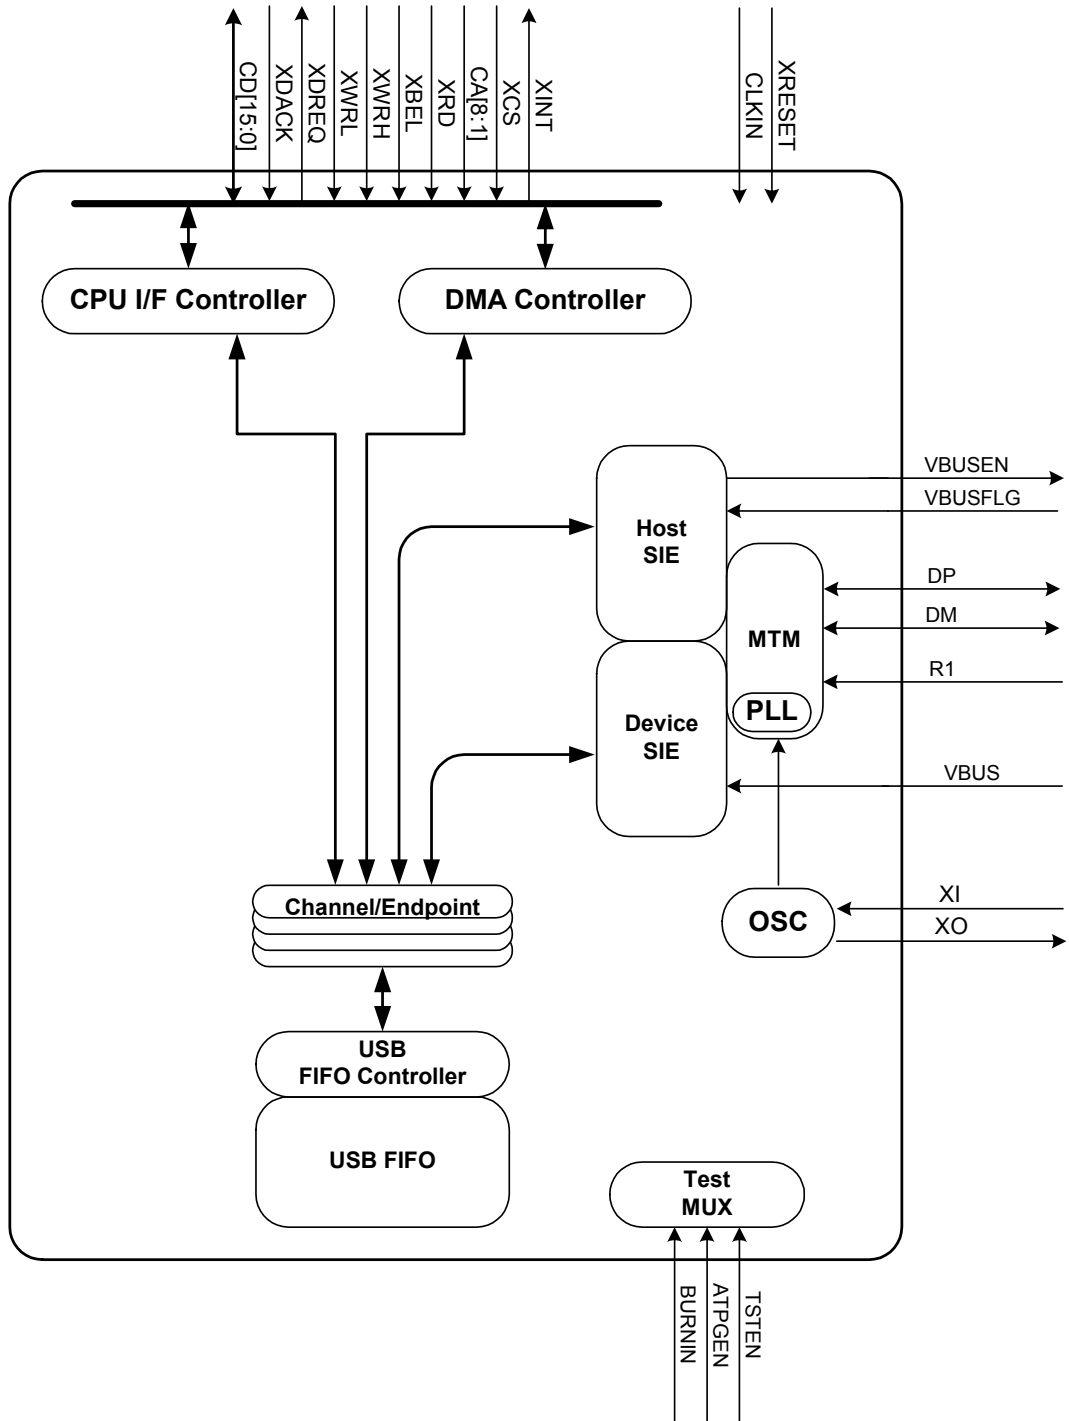 CD[15:0]
XDACK
XDREQ
XWRL
XWRH
XBEL
XRD
CA[8:1]
XCS
XINT
CLKIN
XRESET
CPU I/F Controller
DMA Controller
Host
SIE
VBUSEN
VBUSFLG
MTM
DP
DM
R1
PLL
Device
SIE
VBUS
Channel/Endpoint
OSC
XI
XO
USB
FIFO Controller
USB FIFO
Test
MUX
BURNIN
ATPGEN
TSTEN